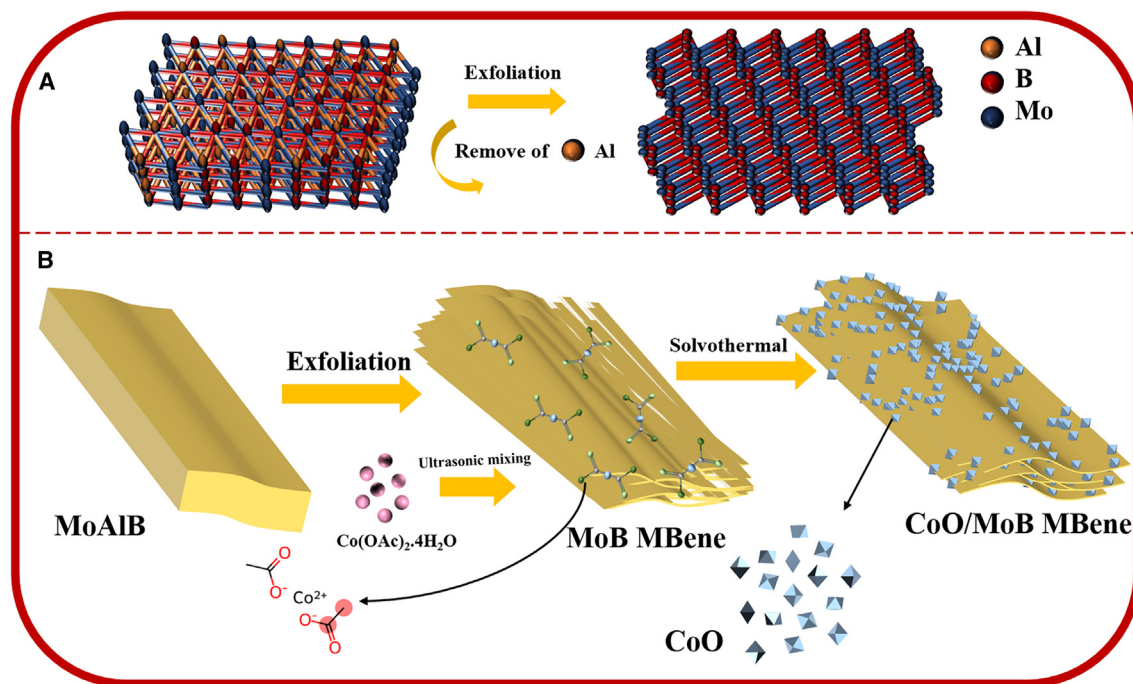 A
Exfoliation
Remove of Al
Al
B
Mo
B
MoAlB
Exfoliation
Ultrasonic mixing
Co(OAc)₂.4H₂O
MoB MBene
Solvothermal
CoO/MoB MBene
O
O⁻
Co²⁺
⁻O
O
CoO